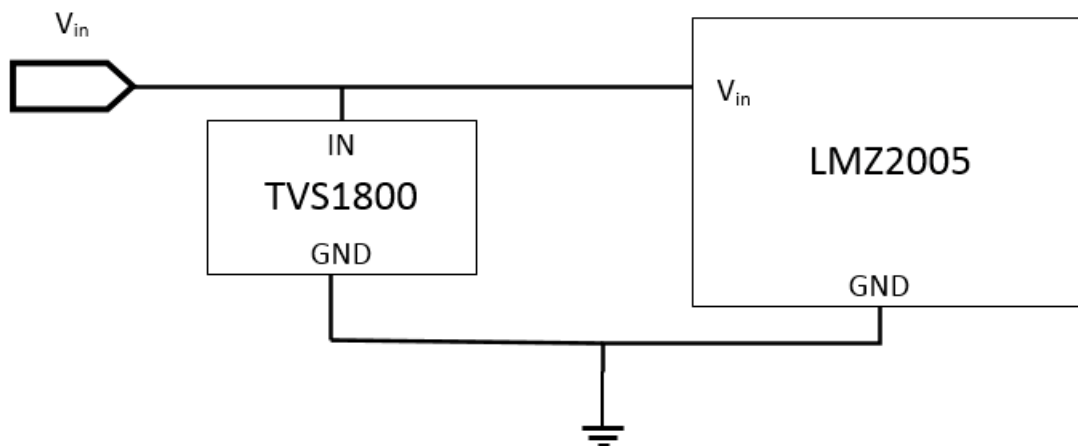 Vin
Vin
IN
LMZ2005
TVS1800
GND
GND